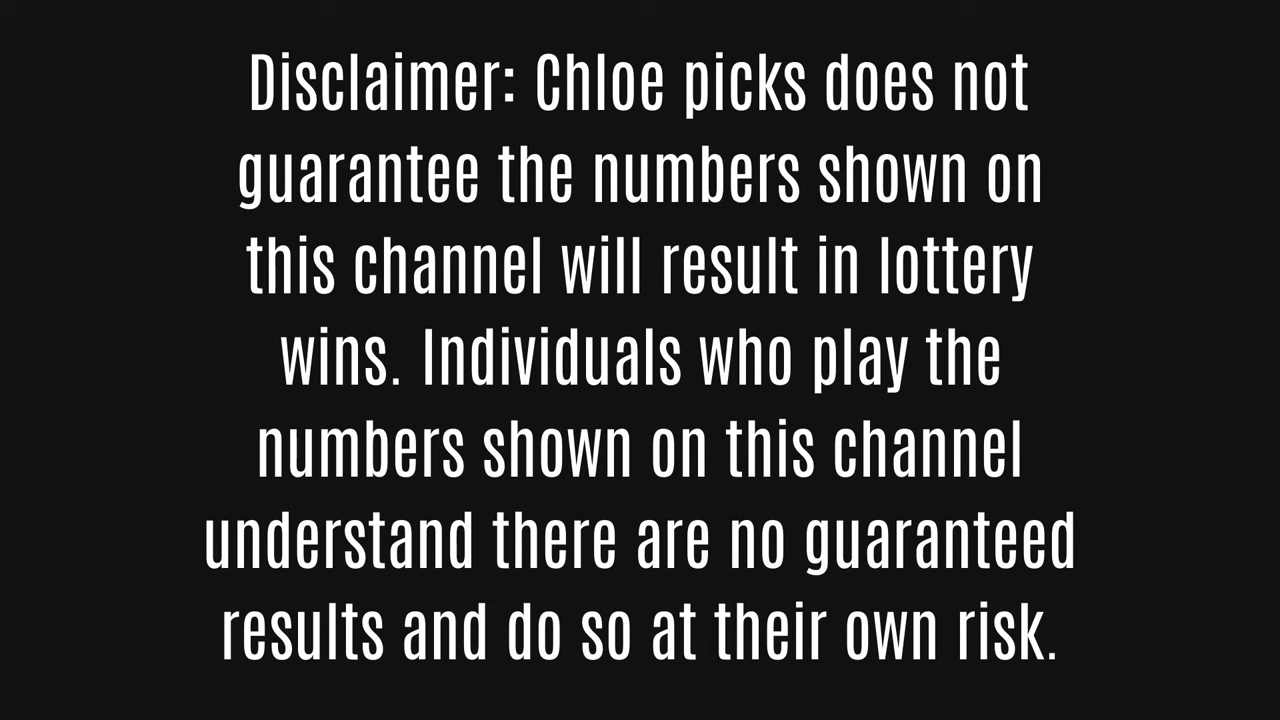 Disclaimer: Chloe picks does not
guarantee the numbers shown on
this channel will result in lottery
wins. Individuals who play the
numbers shown on this channel
understand there are no guaranteed
results and do so at their own risk.